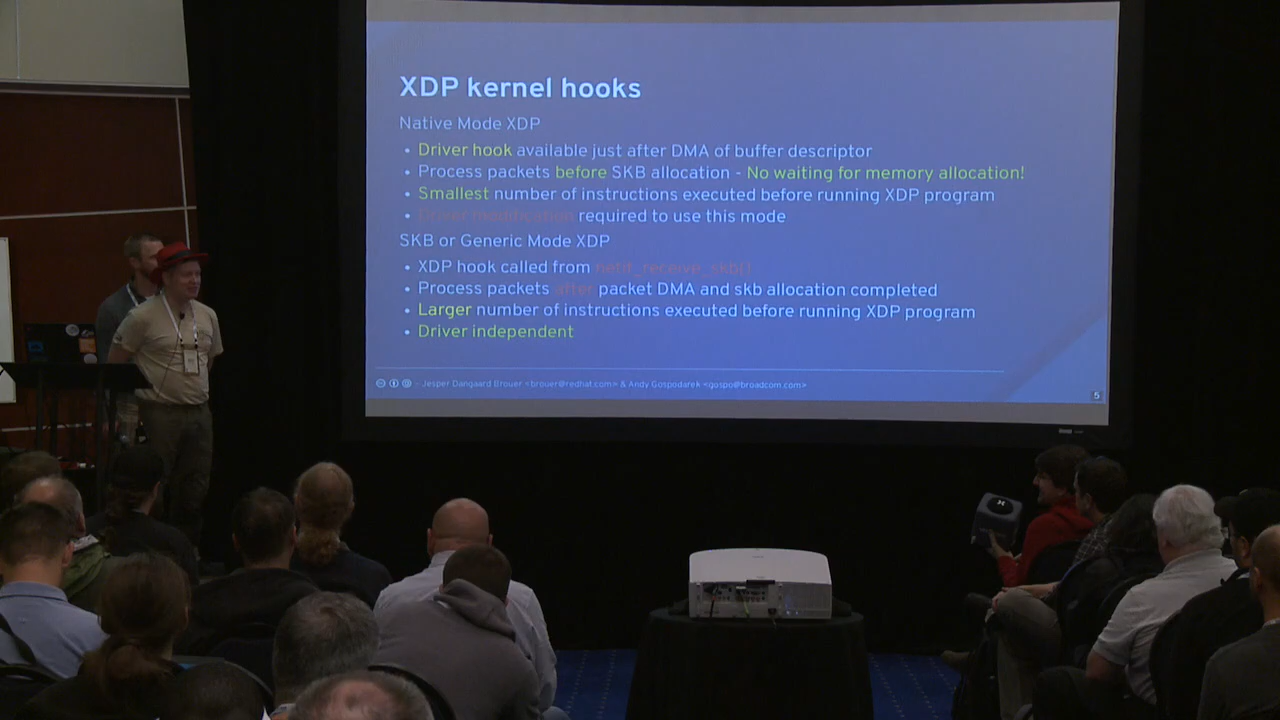 XDP kernel hooks
Native Mode XDP
• Driver hook available just after DMA of buffer descriptor
• Process packets before SKB allocation - No waiting for memory allocation!
• Smallest number of instructions executed before running XDP program
• Driver modification required to use this mode
SKB or Generic Mode XDP
• XDP hook called from netif_receive_skb()
• Process packets after packet DMA and skb allocation completed
• Larger number of instructions executed before running XDP program
• Driver independent
- Jesper Dangaard Brouer <brouer@redhat.com> & Andy Gospodarek <gospo@broadcom.com>
5